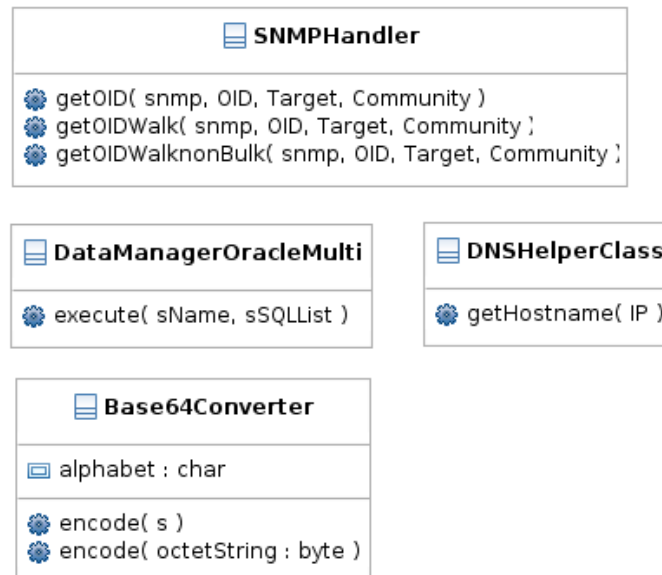 SNMPHandler
getOID( snmp, OID, Target, Community )
getOIDWalk( snmp, OID, Target, Community )
getOIDWalknonBulk( snmp, OID, Target, Community )
DataManagerOracleMulti
execute( sName, sSQLList )
DNSHelperClass
getHostname( IP )
Base64Converter
alphabet : char
encode( s )
encode( octetString : byte )